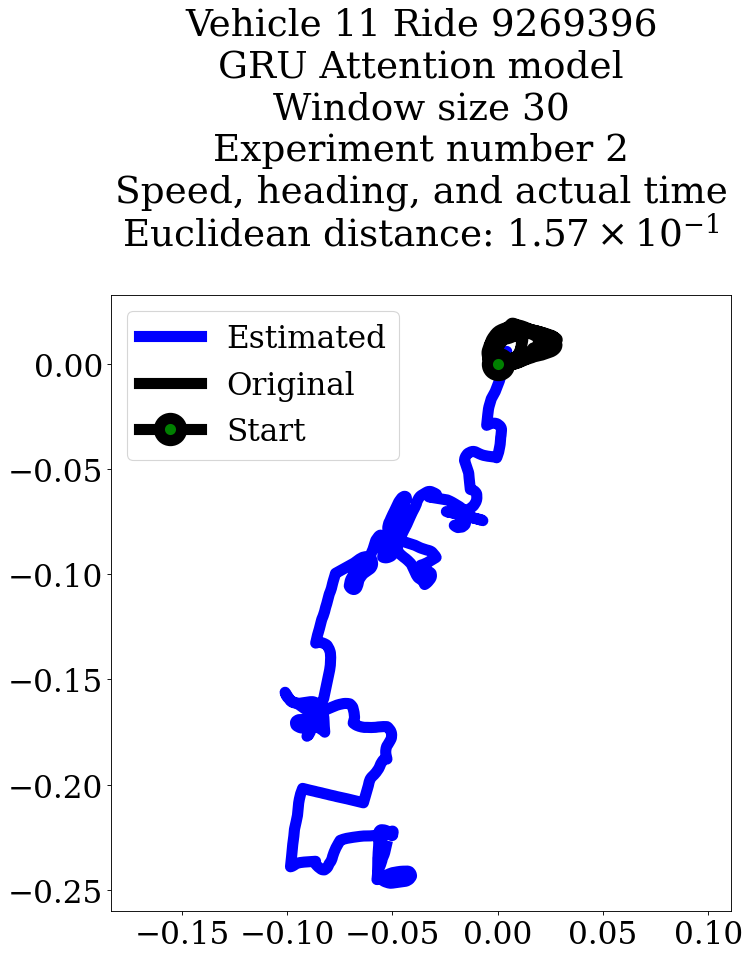 Vehicle 11 Ride 9269396
GRU Attention model
Window size 30
Experiment number 2
Speed, heading, and actual time
Euclidean distance: 1.57 × 10⁻¹
Estimated
Original
Start
0.00
−0.05
−0.10
−0.15
−0.20
−0.25
−0.15 −0.10 −0.05 0.00 0.05 0.10